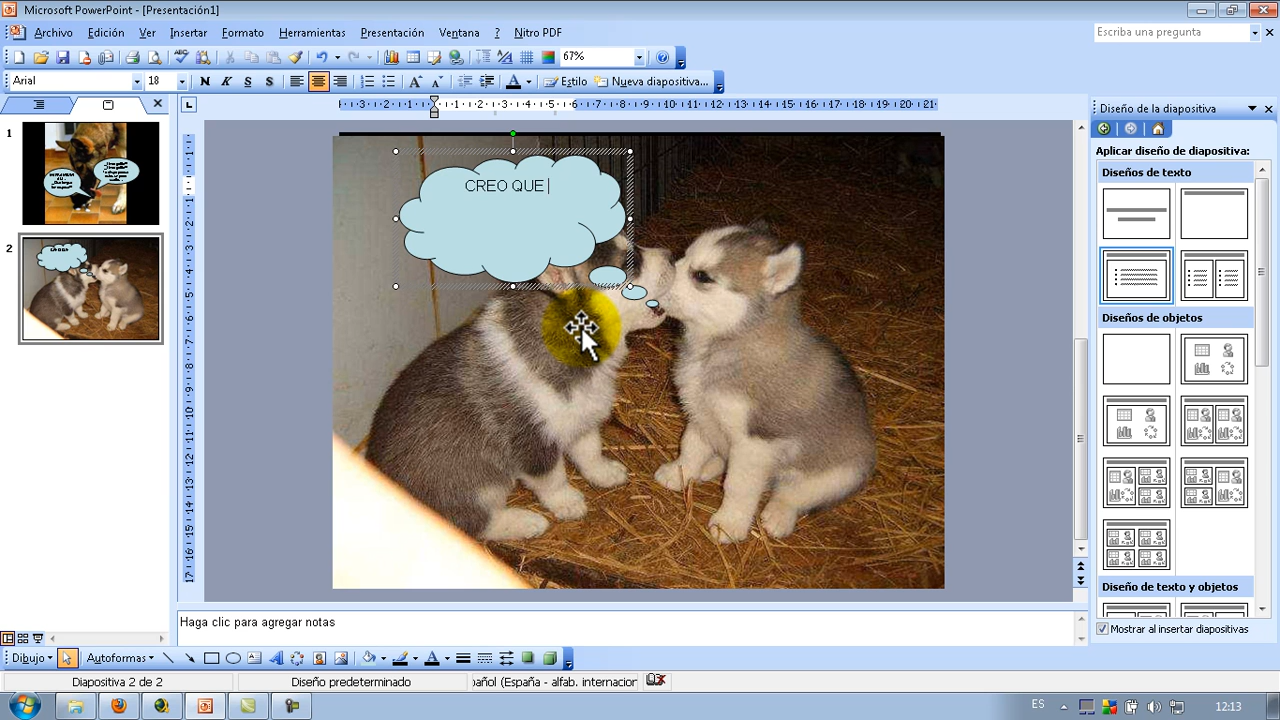 Microsoft PowerPoint - [Presentación1]
Archivo Edición Ver Insertar Formato Herramientas Presentación Ventana ? Nitro PDF
Escriba una pregunta
67%
Arial 18 N K S S Estilo Nueva diapositiva...
Diseño de la diapositiva
Aplicar diseño de diapositiva:
Diseños de texto
1
2
CREO QUE
Diseños de objetos
Diseño de texto y objetos
Mostrar al insertar diapositivas
Haga clic para agregar notas
Dibujo Autoformas
Diapositiva 2 de 2
Diseño predeterminado
añol (España - alfab. internacior
ES
12:13